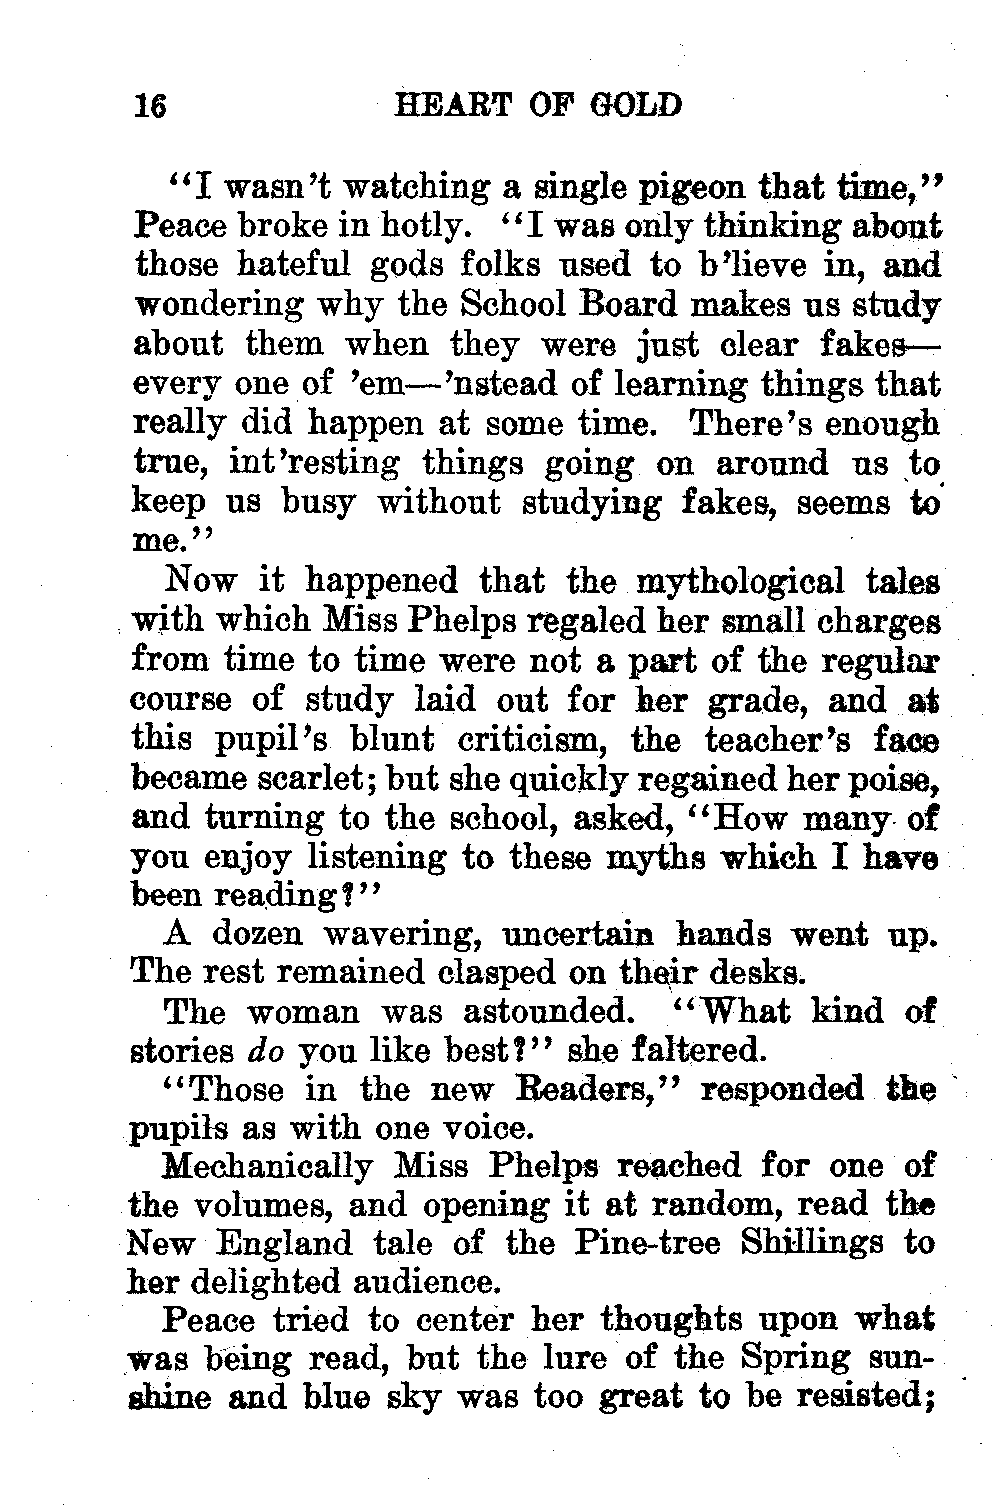 16 HEART OF GOLD
"I wasn't watching a single pigeon that time,"
Peace broke in hotly. "I was only thinking about
those hateful gods folks used to b'lieve in, and
wondering why the School Board makes us study
about them when they were just clear fakes—
every one of 'em—'nstead of learning things that
really did happen at some time. There's enough
true, int'resting things going on around us to
keep us busy without studying fakes, seems to
me."
Now it happened that the mythological tales
with which Miss Phelps regaled her small charges
from time to time were not a part of the regular
course of study laid out for her grade, and at
this pupil's blunt criticism, the teacher's face
became scarlet; but she quickly regained her poise,
and turning to the school, asked, "How many of
you enjoy listening to these myths which I have
been reading?"
A dozen wavering, uncertain hands went up.
The rest remained clasped on their desks.
The woman was astounded. "What kind of
stories do you like best?" she faltered.
"Those in the new Readers," responded the
pupils as with one voice.
Mechanically Miss Phelps reached for one of
the volumes, and opening it at random, read the
New England tale of the Pine-tree Shillings to
her delighted audience.
Peace tried to center her thoughts upon what
was being read, but the lure of the Spring sun-
shine and blue sky was too great to be resisted;